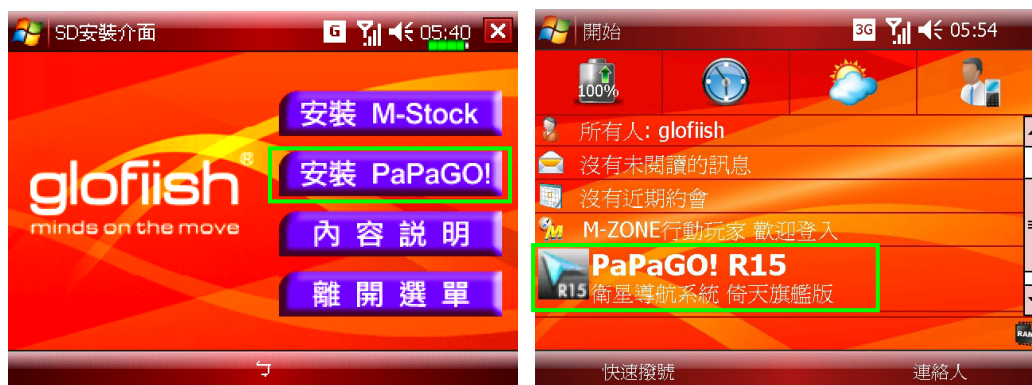 SD安裝介面 G 05:40
安裝 M-Stock
安裝 PaPaGO!
內容說明
離開選單
glofiish®
minds on the move
開始 3G 05:54
100%
所有人: glofiish
沒有未閱讀的訊息
沒有近期約會
M-ZONE行動玩家 歡迎登入
PaPaGO! R15
R15 衛星導航系統 倚天旗艦版
RAM
快速撥號 連絡人